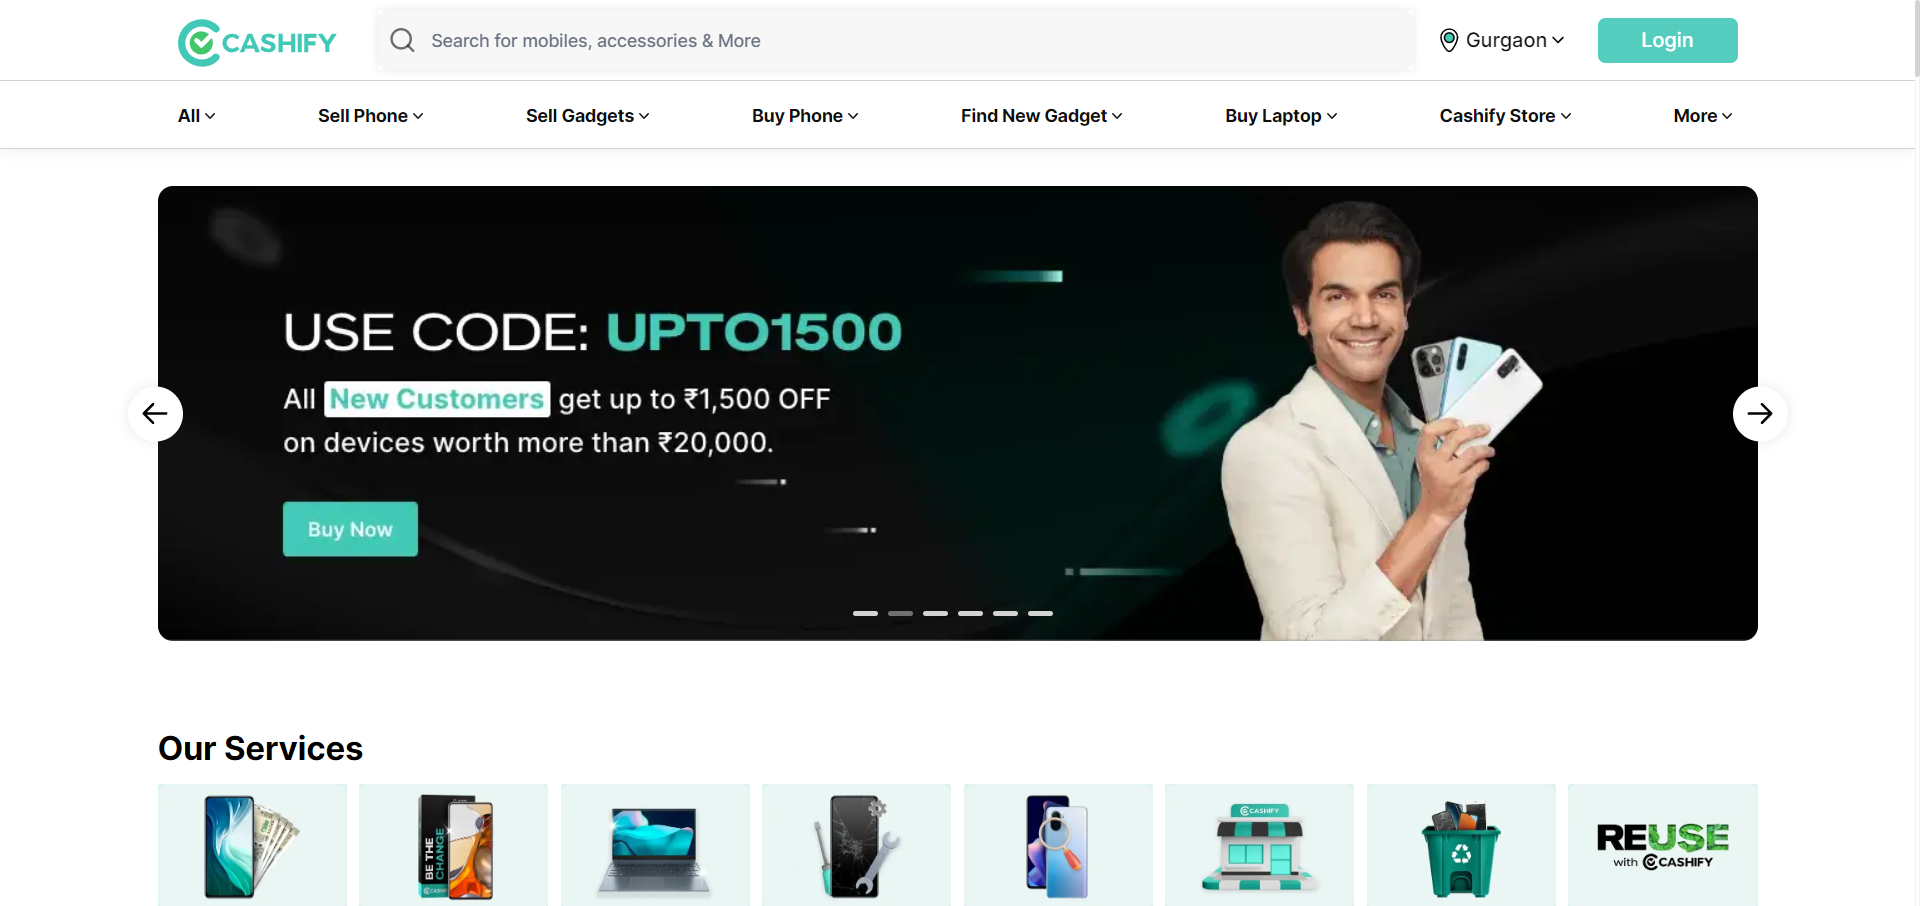 CASHIFY
Search for mobiles, accessories & More
Gurgaon
Login
All
Sell Phone
Sell Gadgets
Buy Phone
Find New Gadget
Buy Laptop
Cashify Store
More
USE CODE: UPTO1500
All New Customers get up to ₹1,500 OFF
on devices worth more than ₹20,000.
Buy Now
Our Services
BE THE
CHANGE
CASHIFY
CASHIFY
REUSE
with CASHIFY